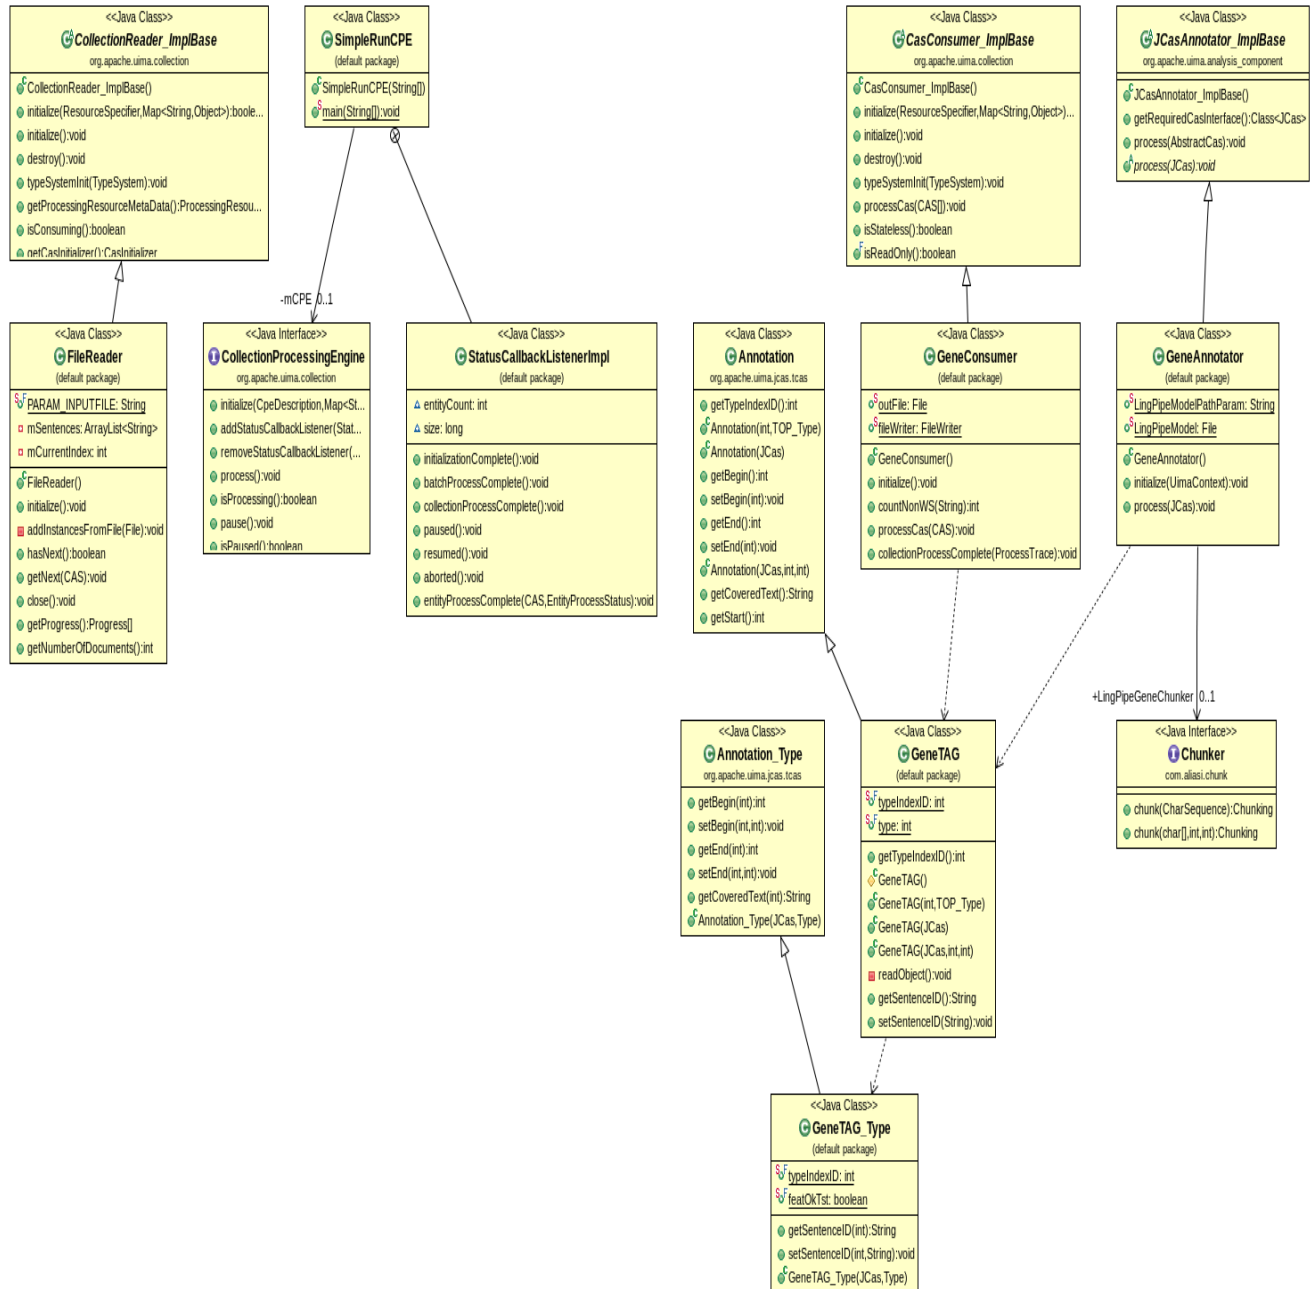 <<Java Class>>
CollectionReader_ImplBase
org.apache.uima.collection
CollectionReader_ImplBase()
initialize(ResourceSpecifier,Map<String,Object>):boole...
initialize():void
destroy():void
typeSystemInit(TypeSystem):void
getProcessingResourceMetaData():ProcessingResou...
isConsuming():boolean
getCasInitializer():CasInitializer
<<Java Class>>
SimpleRunCPE
(default package)
SimpleRunCPE(String[])
main(String[]):void
<<Java Class>>
CasConsumer_ImplBase
org.apache.uima.collection
CasConsumer_ImplBase()
initialize(ResourceSpecifier,Map<String,Object>)...
initialize():void
destroy():void
typeSystemInit(TypeSystem):void
processCas(CAS[]):void
isStateless():boolean
isReadOnly():boolean
<<Java Class>>
JCasAnnotator_ImplBase
org.apache.uima.analysis_component
JCasAnnotator_ImplBase()
getRequiredCasInterface():Class<JCas>
process(AbstractCas):void
process(JCas):void
-mCPE 0..1
<<Java Class>>
FileReader
(default package)
PARAM_INPUTFILE: String
mSentences: ArrayList<String>
mCurrentIndex: int
FileReader()
initialize():void
addInstancesFromFile(File):void
hasNext():boolean
getNext(CAS):void
close():void
getProgress():Progress[]
getNumberOfDocuments():int
<<Java Interface>>
CollectionProcessingEngine
org.apache.uima.collection
initialize(CpeDescription,Map<St...
addStatusCallbackListener(Stat...
removeStatusCallbackListener(...
process():void
isProcessing():boolean
pause():void
isPaused():boolean
<<Java Class>>
StatusCallbackListenerImpl
(default package)
entityCount: int
size: long
initializationComplete():void
batchProcessComplete():void
collectionProcessComplete():void
paused():void
resumed():void
aborted():void
entityProcessComplete(CAS,EntityProcessStatus):void
<<Java Class>>
Annotation
org.apache.uima.jcas.tcas
getTypeIndexID():int
Annotation(int,TOP_Type)
Annotation(JCas)
getBegin():int
setBegin(int):void
getEnd():int
setEnd(int):void
Annotation(JCas,int,int)
getCoveredText():String
getStart():int
<<Java Class>>
GeneConsumer
(default package)
outFile: File
fileWriter: FileWriter
GeneConsumer()
initialize():void
countNonWS(String):int
processCas(CAS):void
collectionProcessComplete(ProcessTrace):void
<<Java Class>>
GeneAnnotator
(default package)
LingPipeModelPathParam: String
LingPipeModel: File
GeneAnnotator()
initialize(UimaContext):void
process(JCas):void
+LingPipeGeneChunker 0..1
<<Java Class>>
Annotation_Type
org.apache.uima.jcas.tcas
getBegin(int):int
setBegin(int,int):void
getEnd(int):int
setEnd(int,int):void
getCoveredText(int):String
Annotation_Type(JCas,Type)
<<Java Class>>
GeneTAG
(default package)
typeIndexID: int
type: int
getTypeIndexID():int
GeneTAG()
GeneTAG(int,TOP_Type)
GeneTAG(JCas)
GeneTAG(JCas,int,int)
readObject():void
getSentenceID():String
setSentenceID(String):void
<<Java Interface>>
Chunker
com.aliasi.chunk
chunk(CharSequence):Chunking
chunk(char[],int,int):Chunking
<<Java Class>>
GeneTAG_Type
(default package)
typeIndexID: int
featOkTst: boolean
getSentenceID(int):String
setSentenceID(int,String):void
GeneTAG_Type(JCas,Type)